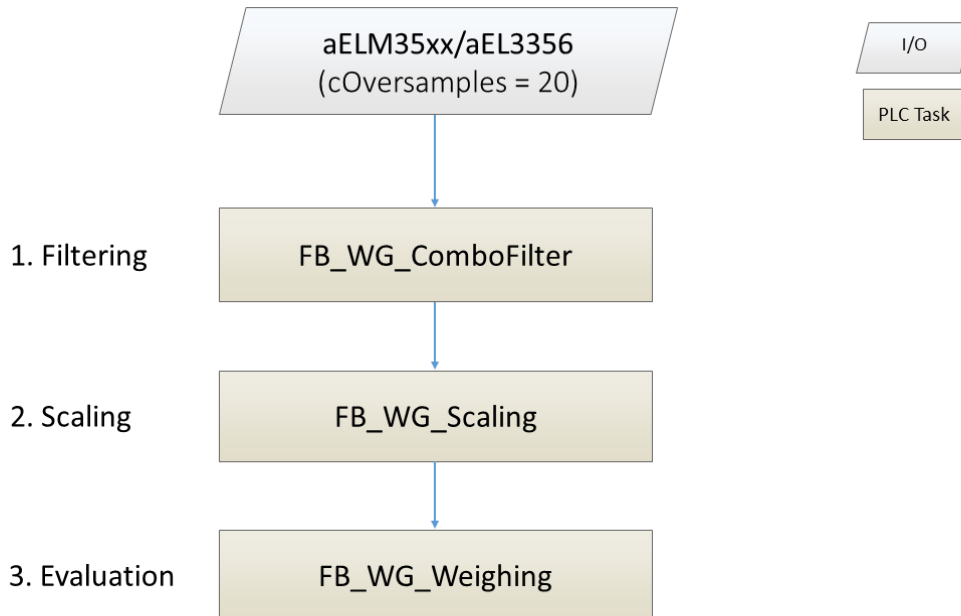 aELM35xx/aEL3356
(cOversamples = 20)
I/O
PLC Task
1. Filtering
FB_WG_ComboFilter
2. Scaling
FB_WG_Scaling
3. Evaluation
FB_WG_Weighing